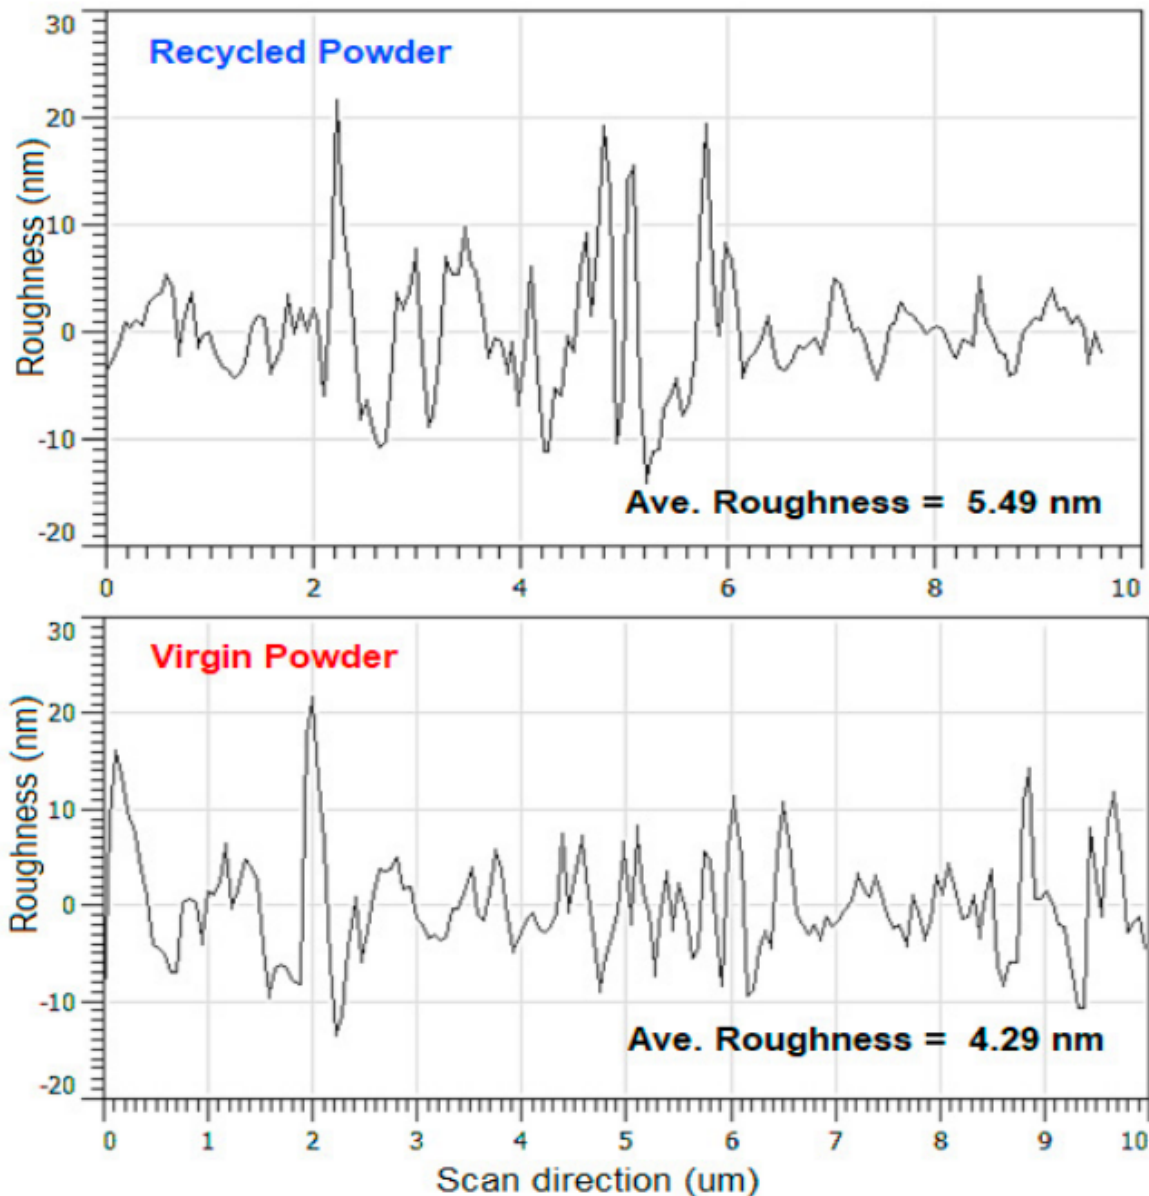 30
Recycled Powder
20
10
0
-10
-20
Roughness (nm)
Ave. Roughness = 5.49 nm
0 2 4 6 8 10
30
Virgin Powder
20
10
0
-10
-20
Roughness (nm)
Ave. Roughness = 4.29 nm
0 1 2 3 4 5 6 7 8 9 10
Scan direction (um)